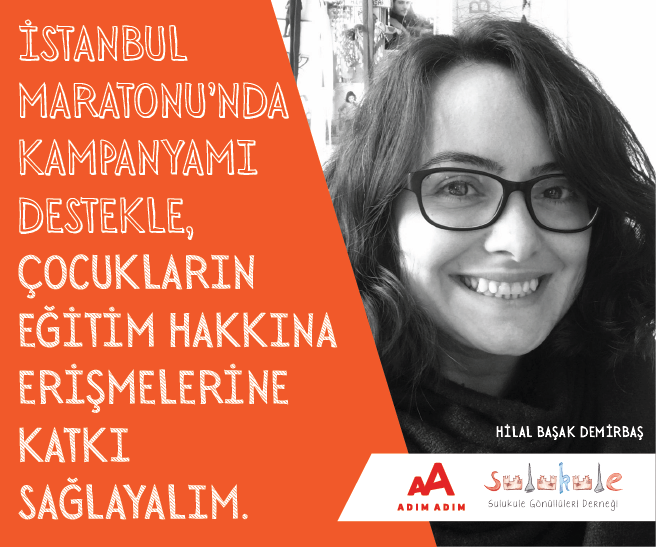 İSTANBUL
MARATONU'NDA
KAMPANYAMI
DESTEKLE,
ÇOCUKLARIN
EĞİTİM HAKKINA
ERİŞMELERİNE
KATKI
SAĞLAYALIM.
HİLAL BAŞAK DEMİRBAŞ
AA
ADIM ADIM
Sulukule
Sulukule Gönüllüleri Derneği